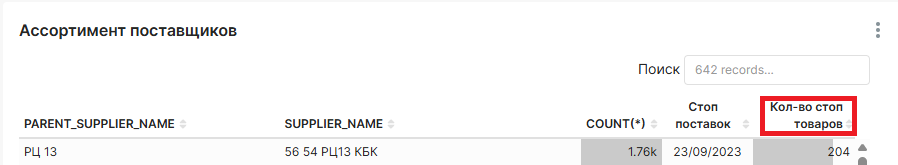 Ассортимент поставщиков
Поиск 642 records...
PARENT_SUPPLIER_NAME SUPPLIER_NAME COUNT(*) Стоп поставок Кол-во стоп товаров
РЦ 13 56 54 РЦ13 КБК 1.76k 23/09/2023 204